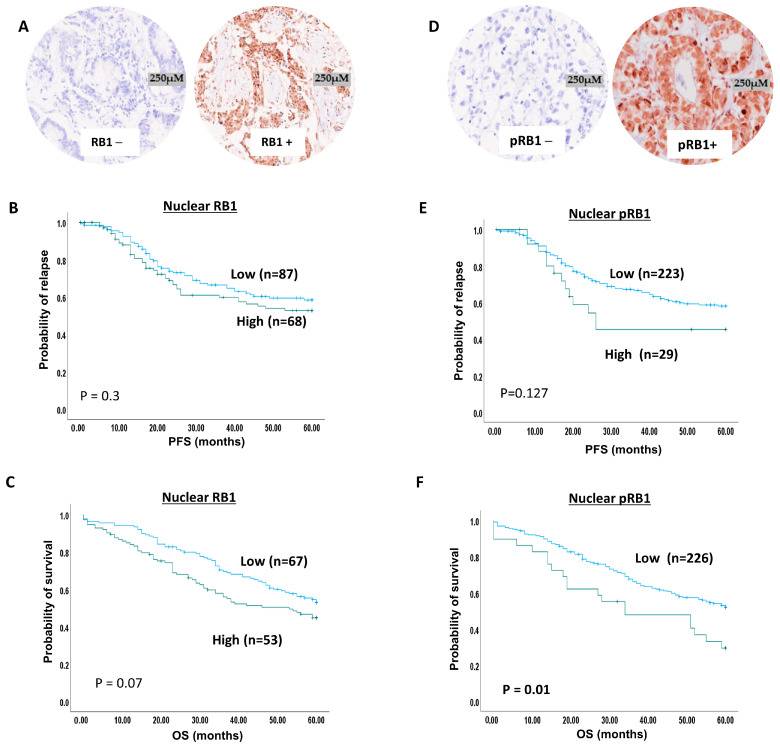 A
250µM
RB1 –
250µM
RB1 +
D
250µM
pRB1 –
250µM
pRB1+
B
Nuclear RB1
Probability of relapse
1.0
0.8
0.6
0.4
0.2
0.0
Low (n=87)
High (n=68)
P = 0.3
0.00 10.00 20.00 30.00 40.00 50.00 60.00
PFS (months)
E
Nuclear pRB1
Probability of relapse
1.0
0.8
0.6
0.4
0.2
0.0
Low (n=223)
High (n=29)
P=0.127
0.00 10.00 20.00 30.00 40.00 50.00 60.00
PFS (months)
C
Nuclear RB1
Probability of survival
1.0
0.8
0.6
0.4
0.2
0.0
Low (n=67)
High (n=53)
P = 0.07
0.00 10.00 20.00 30.00 40.00 50.00 60.00
OS (months)
F
Nuclear pRB1
Probability of survival
1.0
0.8
0.6
0.4
0.2
0.0
Low (n=226)
P = 0.01
0.00 10.00 20.00 30.00 40.00 50.00 60.00
OS (months)